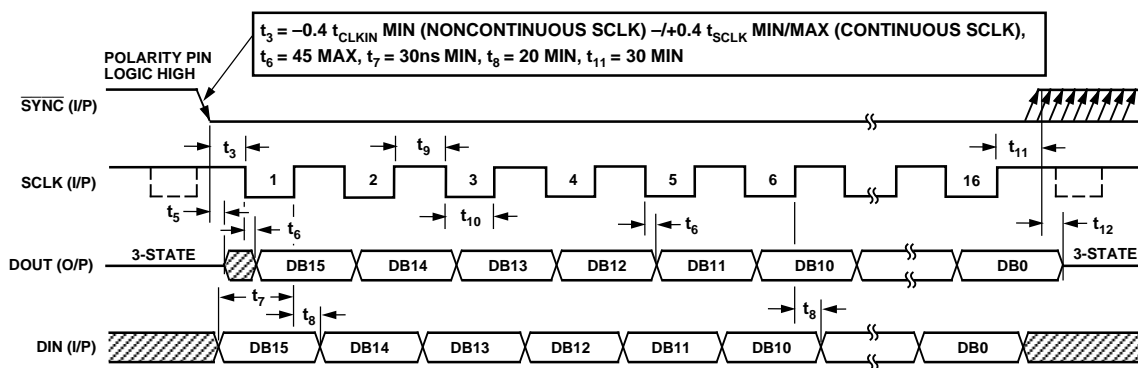 t3 = –0.4 tCLKIN MIN (NONCONTINUOUS SCLK) –/+0.4 tSCLK MIN/MAX (CONTINUOUS SCLK),
t6 = 45 MAX, t7 = 30ns MIN, t8 = 20 MIN, t11 = 30 MIN
POLARITY PIN
LOGIC HIGH
SYNC (I/P)
t3
t9
t11
SCLK (I/P)
1
2
3
4
5
6
16
t5
t6
t10
t6
t12
3-STATE
3-STATE
DOUT (O/P)
DB15
DB14
DB13
DB12
DB11
DB10
DB0
t7
t8
t8
DIN (I/P)
DB15
DB14
DB13
DB12
DB11
DB10
DB0